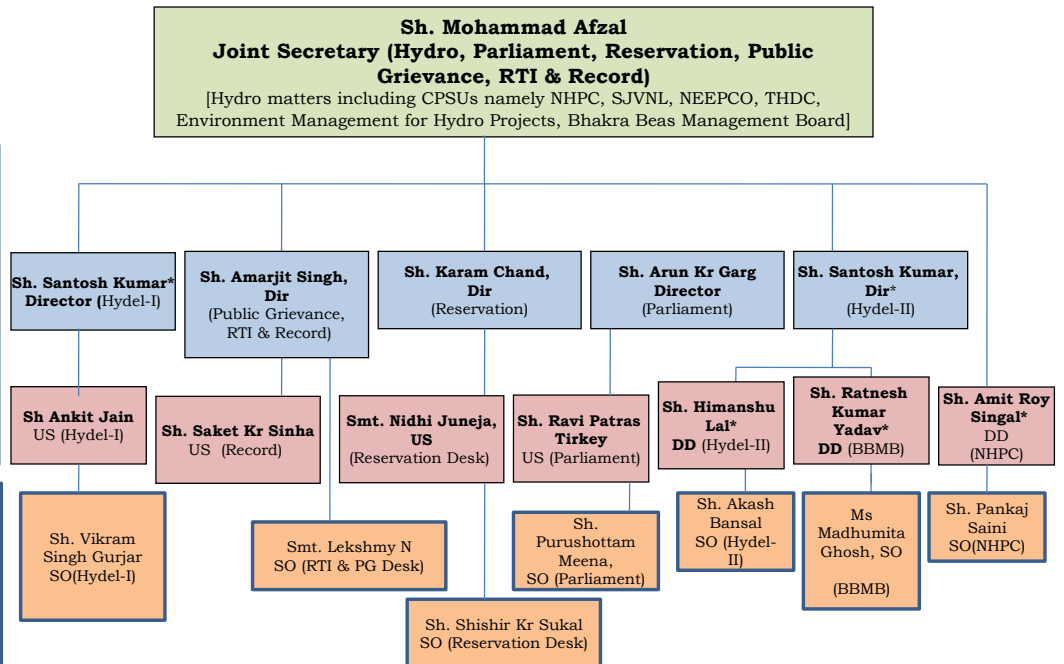 Sh. Mohammad Afzal
Joint Secretary (Hydro, Parliament, Reservation, Public
Grievance, RTI & Record)
[Hydro matters including CPSUs namely NHPC, SJVNL, NEEPCO, THDC,
Environment Management for Hydro Projects, Bhakra Beas Management Board]
Sh. Santosh Kumar*
Director (Hydel-I)
Sh. Amarjit Singh,
Dir
(Public Grievance,
RTI & Record)
Sh. Karam Chand,
Dir
(Reservation)
Sh. Arun Kr Garg
Director
(Parliament)
Sh. Santosh Kumar,
Dir*
(Hydel-II)
Sh Ankit Jain
US (Hydel-I)
Sh. Saket Kr Sinha
US (Record)
Smt. Nidhi Juneja,
US
(Reservation Desk)
Sh. Ravi Patras
Tirkey
US (Parliament)
Sh. Himanshu
Lal*
DD (Hydel-II)
Sh. Ratnesh
Kumar
Yadav*
DD (BBMB)
Sh. Amit Roy
Singal*
DD
(NHPC)
Sh. Vikram
Singh Gurjar
SO(Hydel-I)
Smt. Lekshmy N
SO (RTI & PG Desk)
Sh.
Purushottam
Meena,
SO (Parliament)
Sh. Akash
Bansal
SO (Hydel-
II)
Ms
Madhumita
Ghosh, SO
(BBMB)
Sh. Pankaj
Saini
SO(NHPC)
Sh. Shishir Kr Sukal
SO (Reservation Desk)